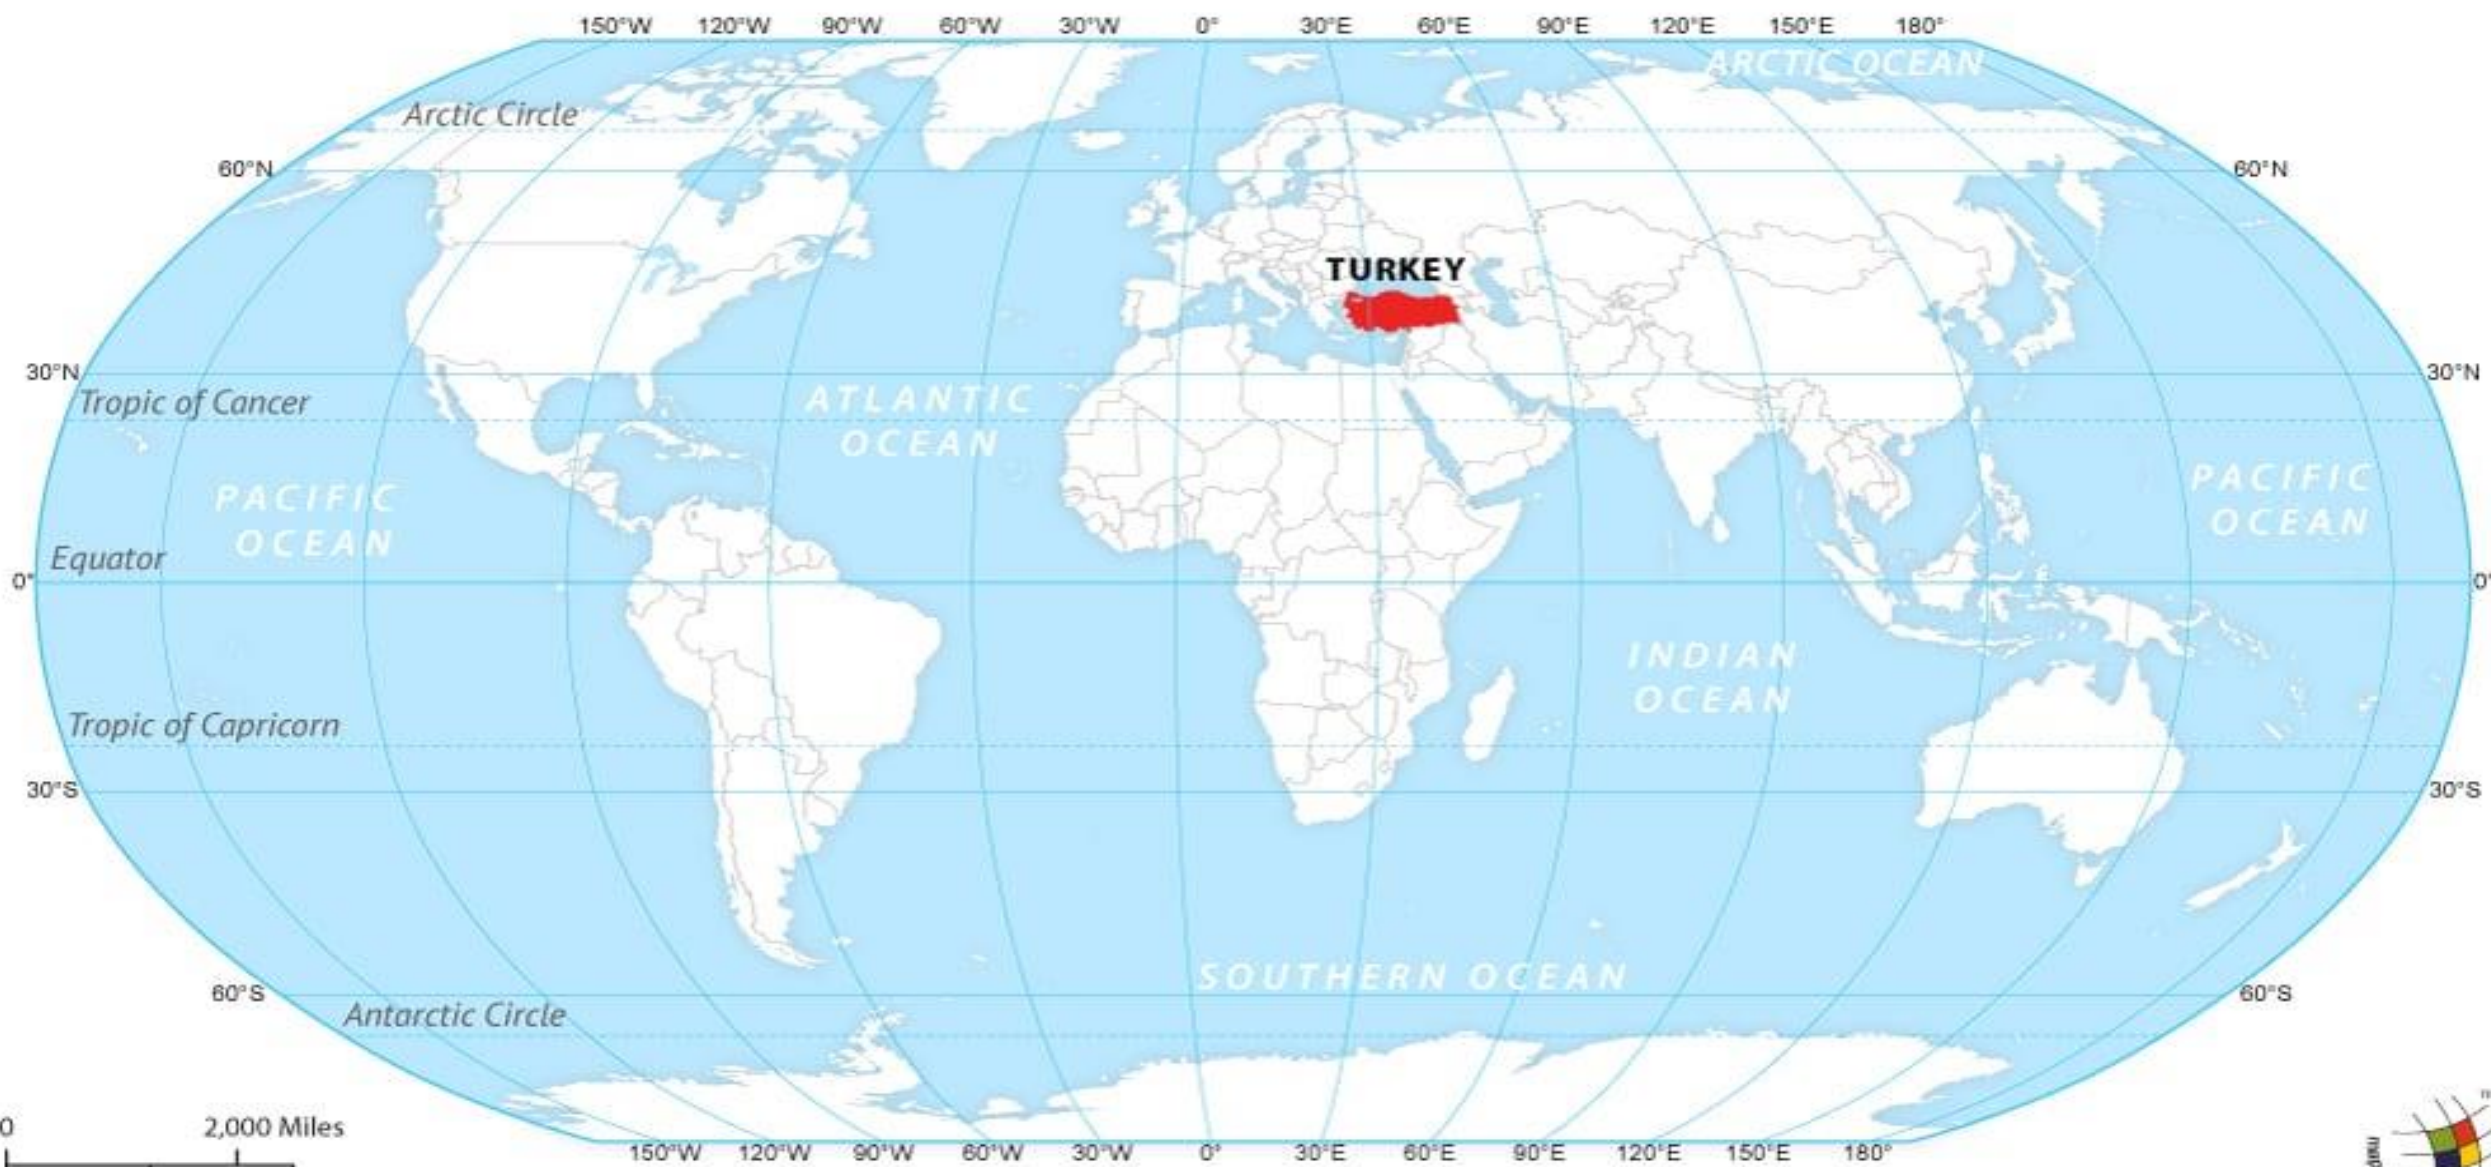 150°W 120°W 90°W 60°W 30°W 0° 30°E 60°E 90°E 120°E 150°E 180°
ARCTIC OCEAN
Arctic Circle
60°N 60°N
TURKEY
30°N 30°N
Tropic of Cancer
ATLANTIC
OCEAN
PACIFIC
OCEAN
PACIFIC
OCEAN
Equator
0° 0°
INDIAN
OCEAN
Tropic of Capricorn
30°S 30°S
SOUTHERN OCEAN
60°S 60°S
Antarctic Circle
0 2,000 Miles
150°W 120°W 90°W 60°W 30°W 0° 30°E 60°E 90°E 120°E 150°E 180°